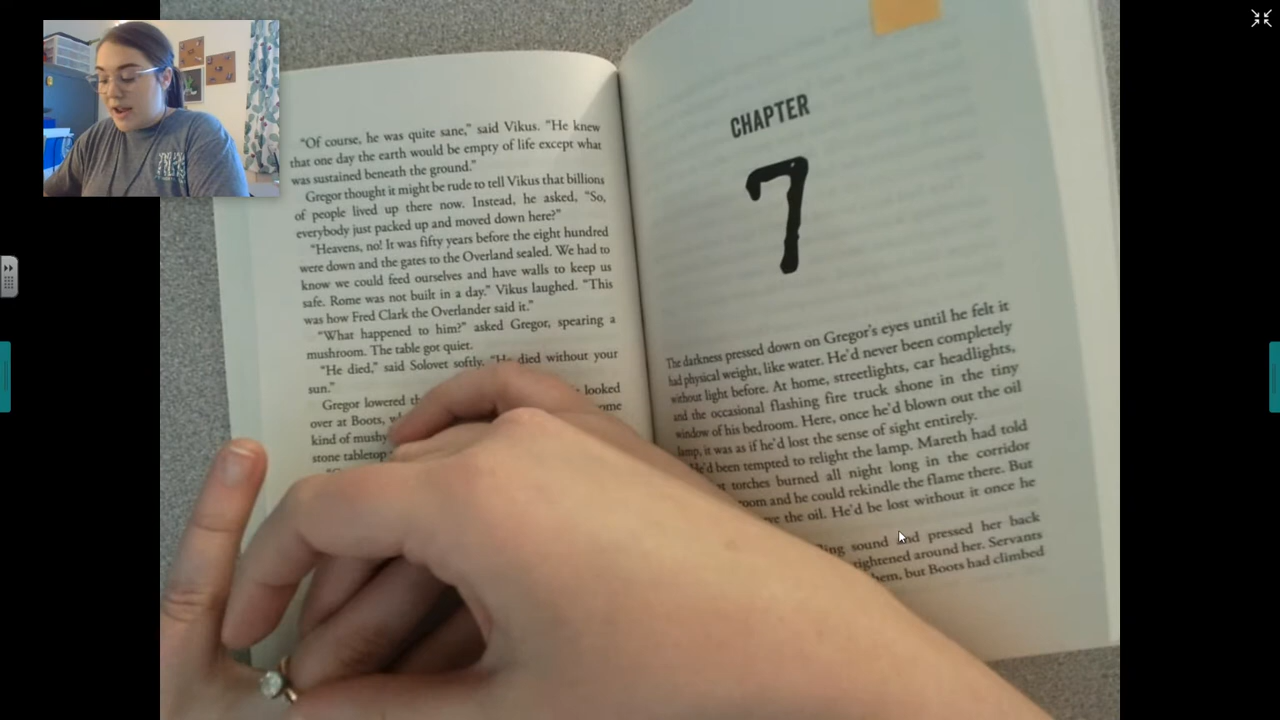 "Of course, he was quite sane," said Vikus. "He knew
that one day the earth would be empty of life except what
was sustained beneath the ground."
Gregor thought it might be rude to tell Vikus that billions
of people lived up there now. Instead, he asked, "So,
everybody just packed up and moved down here?"
"Heavens, no! It was fifty years before the eight hundred
were down and the gates to the Overland sealed. We had to
know we could feed ourselves and have walls to keep us
safe. Rome was not built in a day." Vikus laughed. "This
was how Fred Clark the Overlander said it."
"What happened to him?" asked Gregor, spearing a
mushroom. The table got quiet.
"He died," said Solovet softly. "He died without your
sun."
Gregor lowered looked
over at Boots,
kind of mushy
stone tabletop
CHAPTER
7
The darkness pressed down on Gregor's eyes until he felt it
had physical weight, like water. He'd never been completely
without light before. At home, streetlights, car headlights,
and the occasional flashing fire truck shone in the tiny
window of his bedroom. Here, once he'd blown out the oil
lamp, it was as if he'd lost the sense of sight entirely.
He'd been tempted to relight the lamp. Mareth had told
torches burned all night long in the corridor
and he could rekindle the flame there. But
the oil. He'd be lost without it once he
sound and pressed her back
tightened around her. Servants
but Boots had climbed